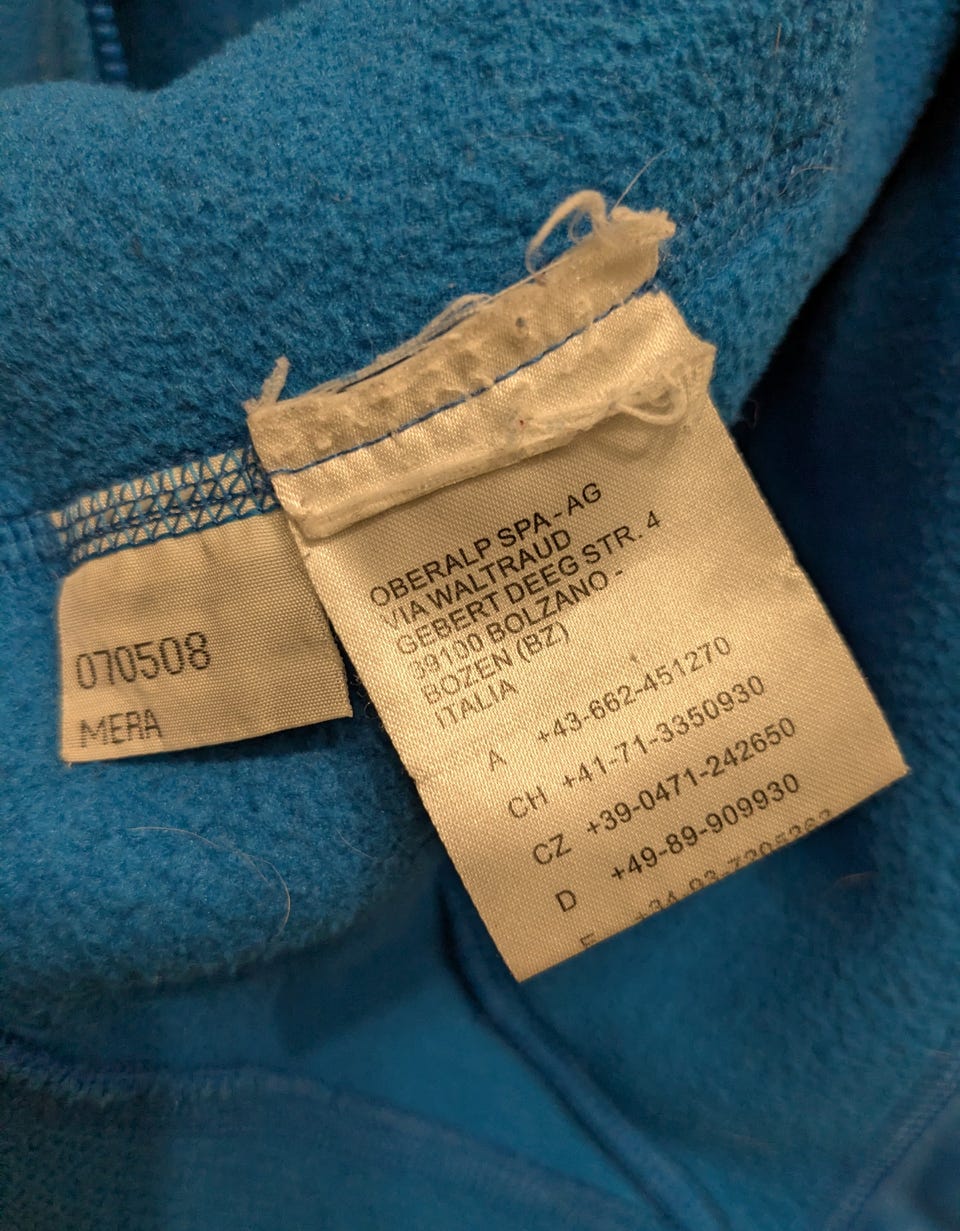 070508
MERA
OBERALP SPA - AG
VIA WALTRAUD
GEBERT DEEG STR. 4
39100 BOLZANO -
BOZEN (BZ)
ITALIA
A +43-662-451270
CH +41-71-3350930
CZ +39-0471-242650
D +49-89-909930
E